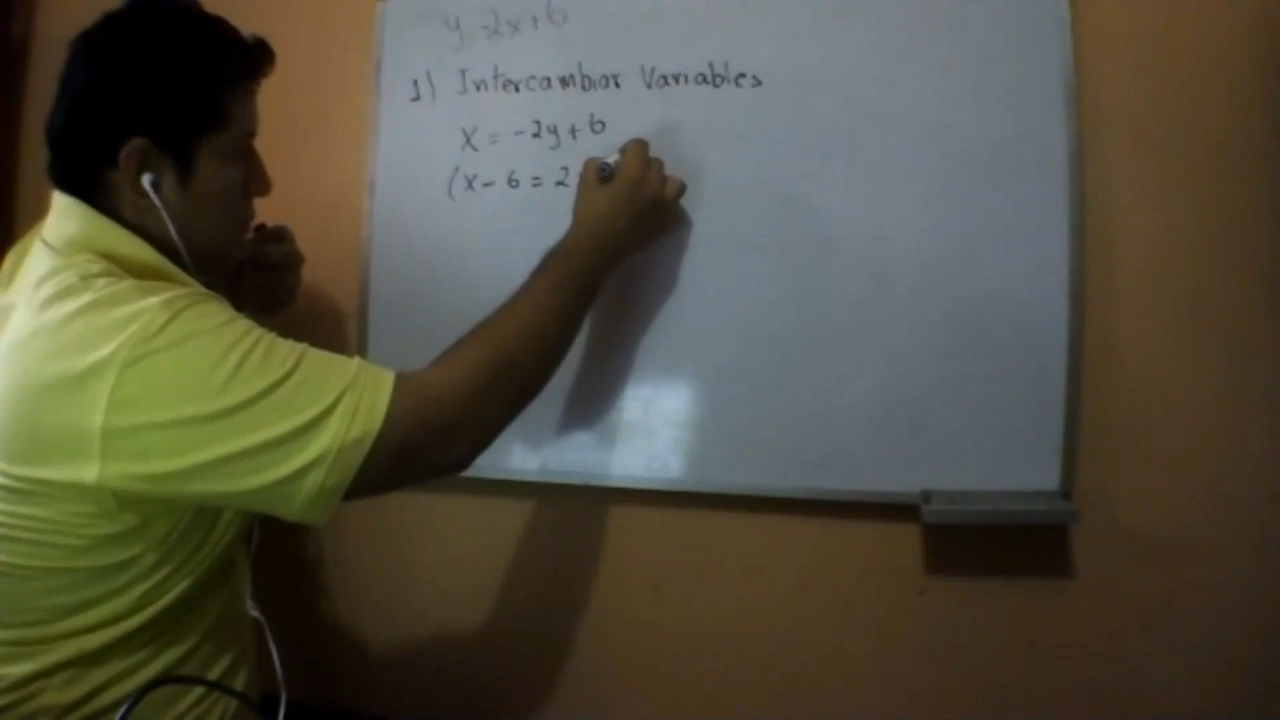 y -2x+6
1) Intercambiar Variables
x = -2y+6
(x- 6 = 2